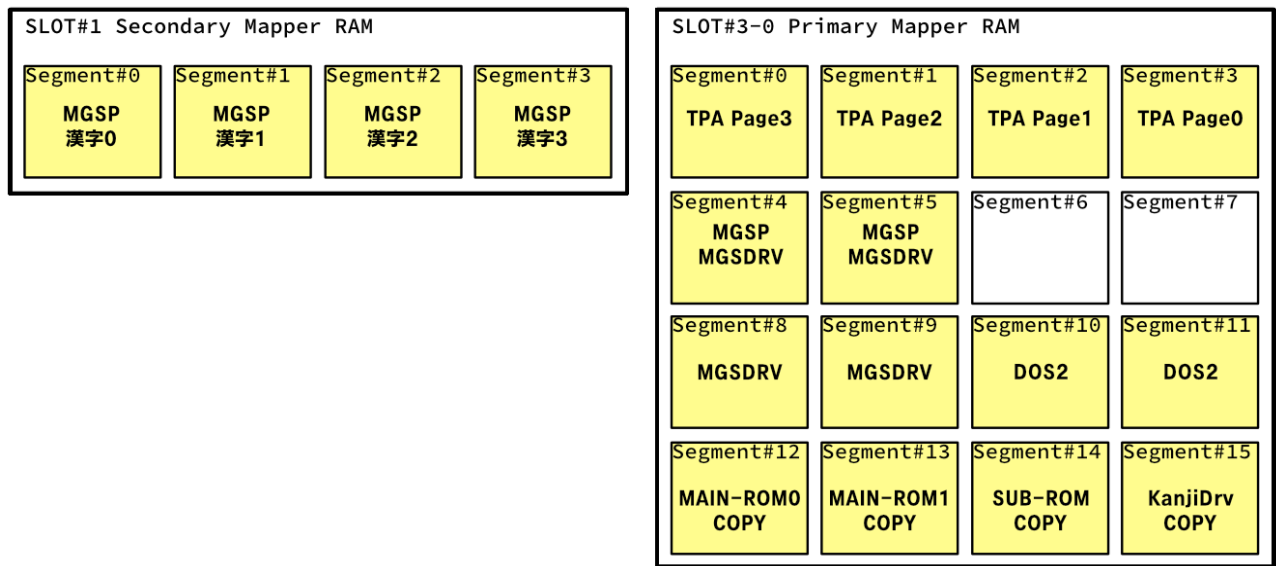 SLOT#1 Secondary Mapper RAM
Segment#0
MGSP
漢字0
Segment#1
MGSP
漢字1
Segment#2
MGSP
漢字2
Segment#3
MGSP
漢字3
SLOT#3-0 Primary Mapper RAM
Segment#0
TPA Page3
Segment#1
TPA Page2
Segment#2
TPA Page1
Segment#3
TPA Page0
Segment#4
MGSP
MGSDRV
Segment#5
MGSP
MGSDRV
Segment#6
Segment#7
Segment#8
MGSDRV
Segment#9
MGSDRV
Segment#10
DOS2
Segment#11
DOS2
Segment#12
MAIN-ROM0
COPY
Segment#13
MAIN-ROM1
COPY
Segment#14
SUB-ROM
COPY
Segment#15
KanjiDrv
COPY